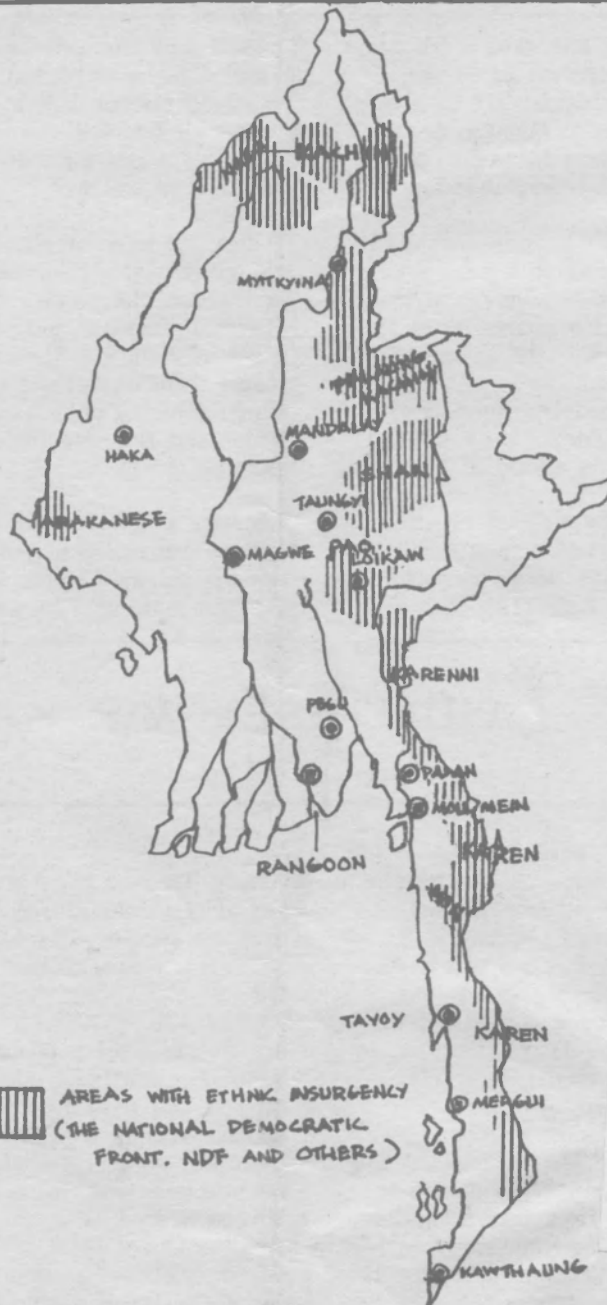 KACHIN
MYITKYINA
MANDALAY
HAKA
SHAN
TAUNGYI
ARAKANESE
PAO
MAGWE
LOIKAW
KARENNI
PEGU
MOULMEIN
KAREN
RANGOON
TAVOY
KAREN
AREAS WITH ETHNIC INSURGENCY
(THE NATIONAL DEMOCRATIC
FRONT. NDF AND OTHERS)
MERGUI
KAWTHAUNG